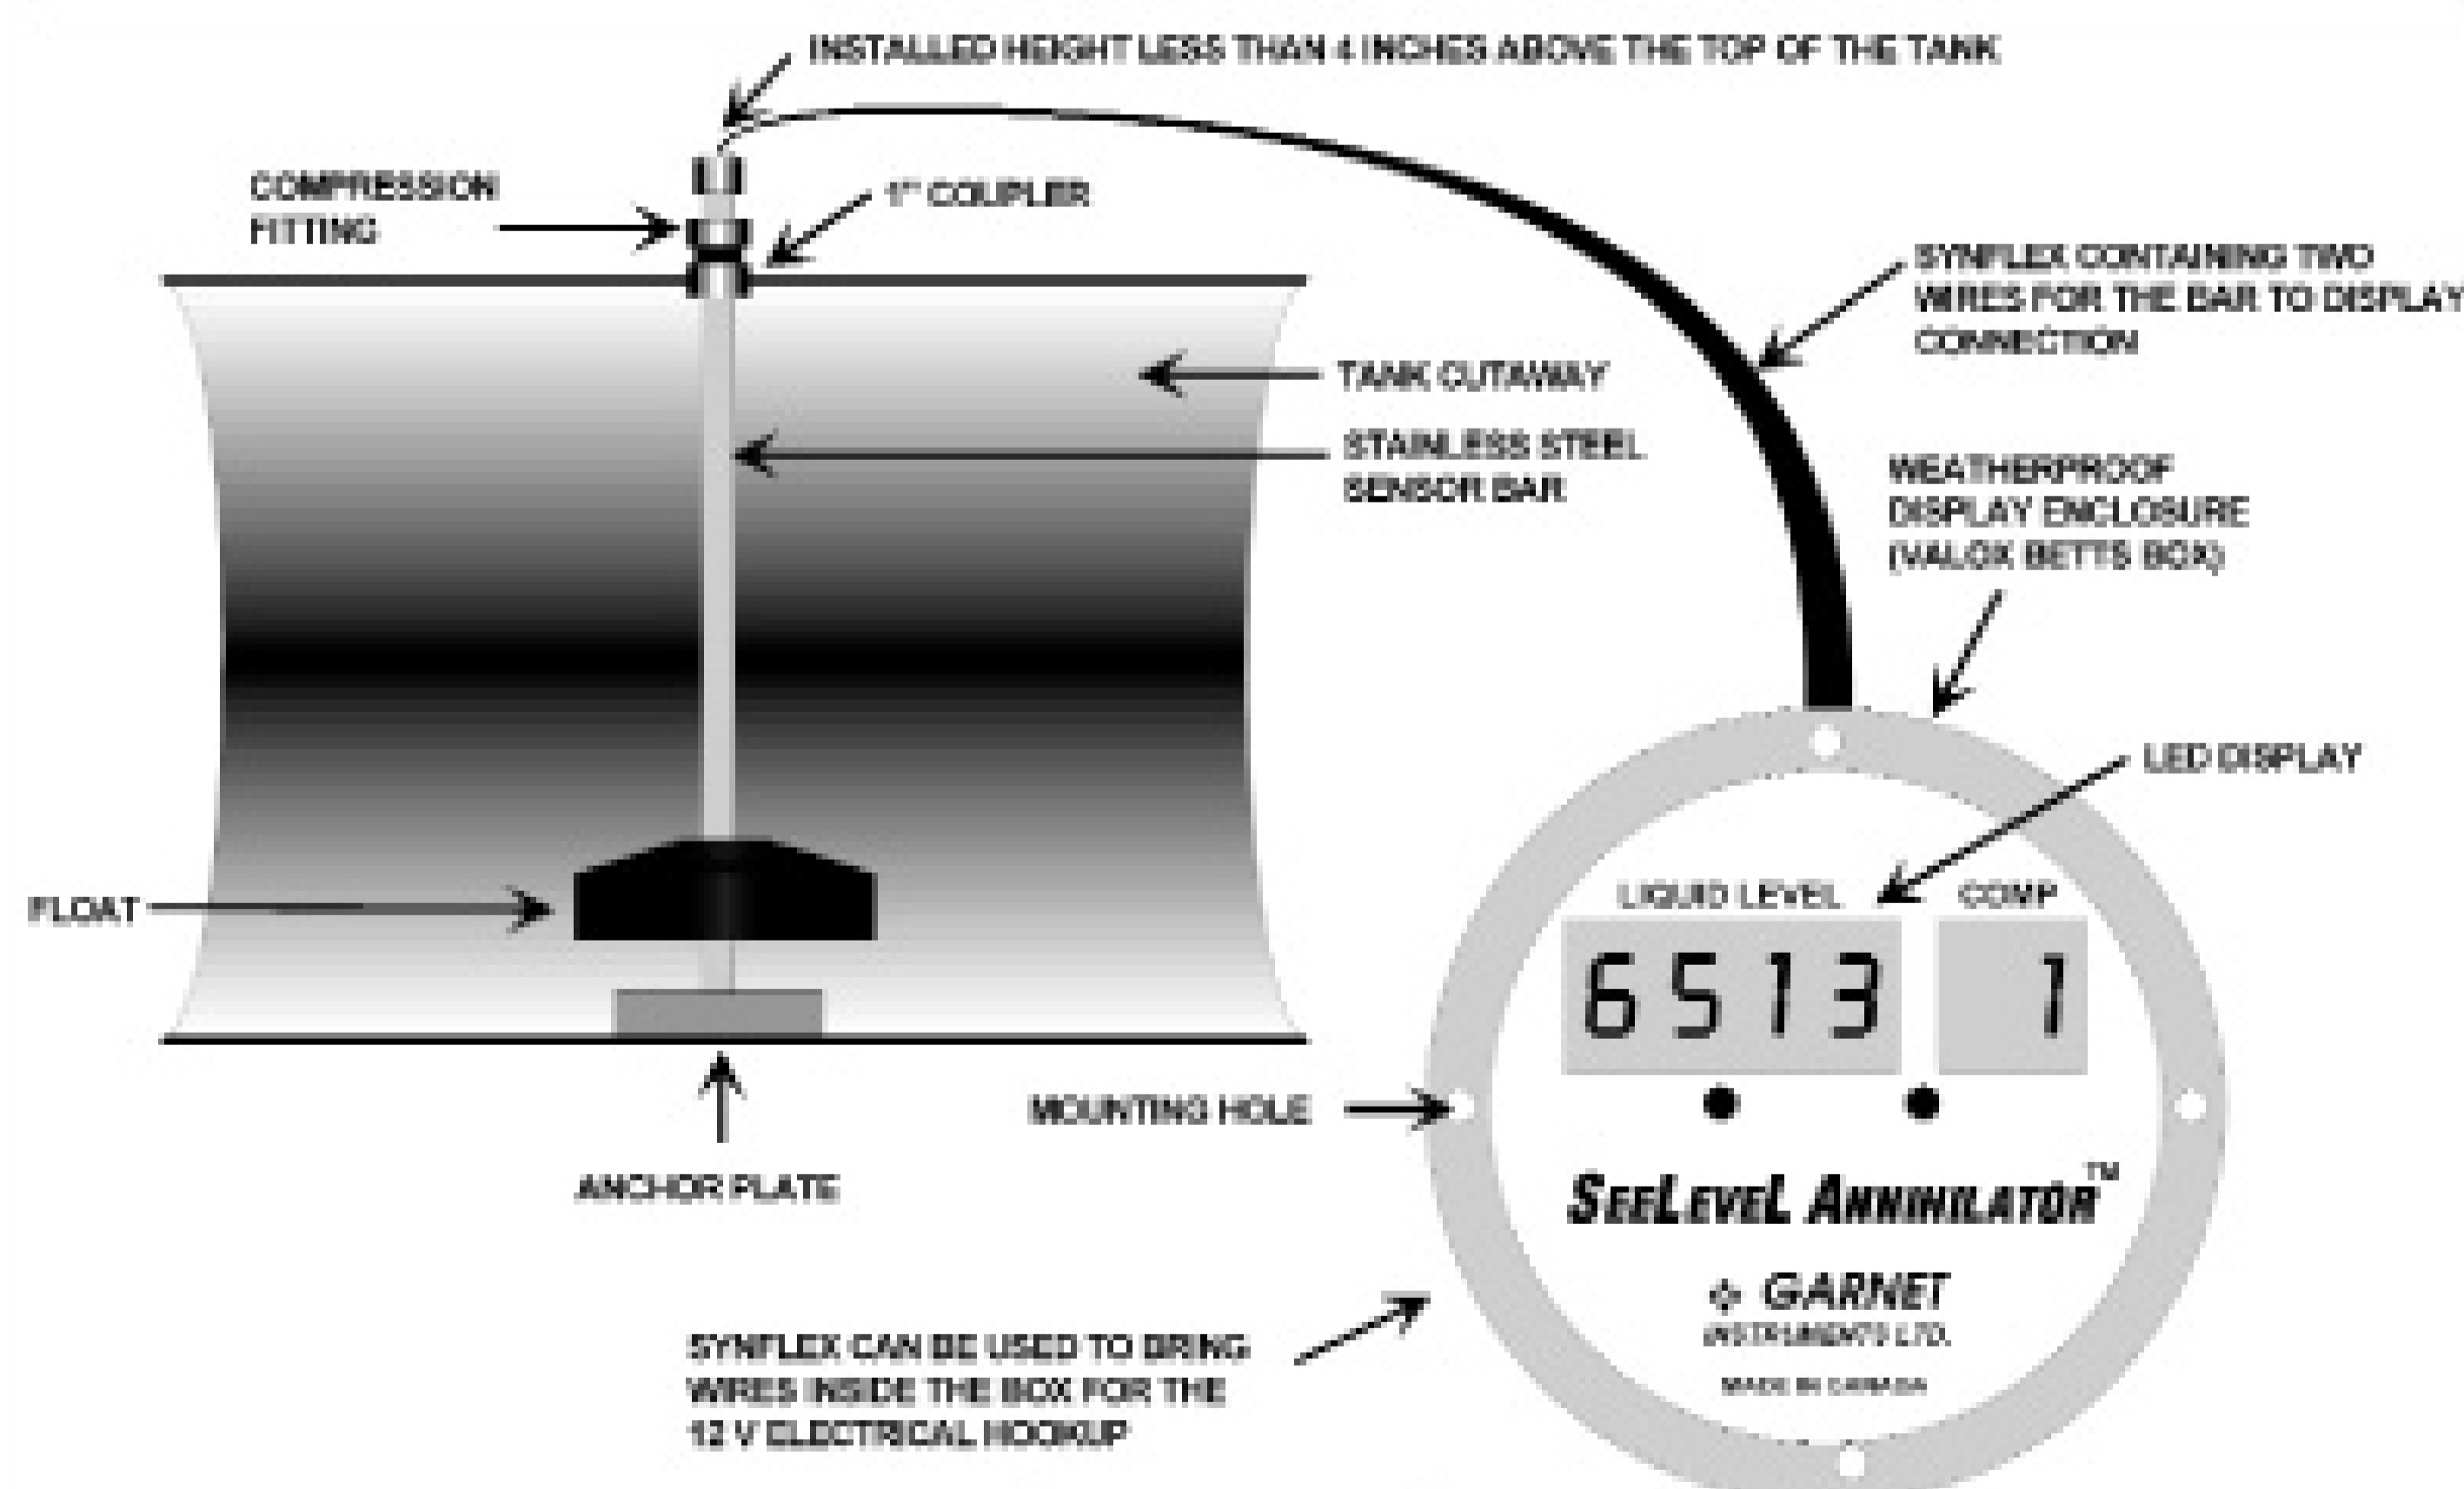 INSTALLED HEIGHT LESS THAN 4 INCHES ABOVE THE TOP OF THE TANK
COMPRESSION
FITTING
1" COUPLER
SYNFLEX CONTAINING TWO
WIRES FOR THE BAR TO DISPLAY
CONNECTION
TANK CUTAWAY
STAINLESS STEEL
SENSOR BAR
WEATHERPROOF
DISPLAY ENCLOSURE
(VALOX BETTS BOX)
LED DISPLAY
FLOAT
LIQUID LEVEL COMP
6513 1
MOUNTING HOLE
ANCHOR PLATE
SEELEVEL ANNIHILATOR™
GARNET
INSTRUMENTS LTD.
MADE IN CANADA
SYNFLEX CAN BE USED TO BRING
WIRES INSIDE THE BOX FOR THE
12 V ELECTRICAL HOOKUP